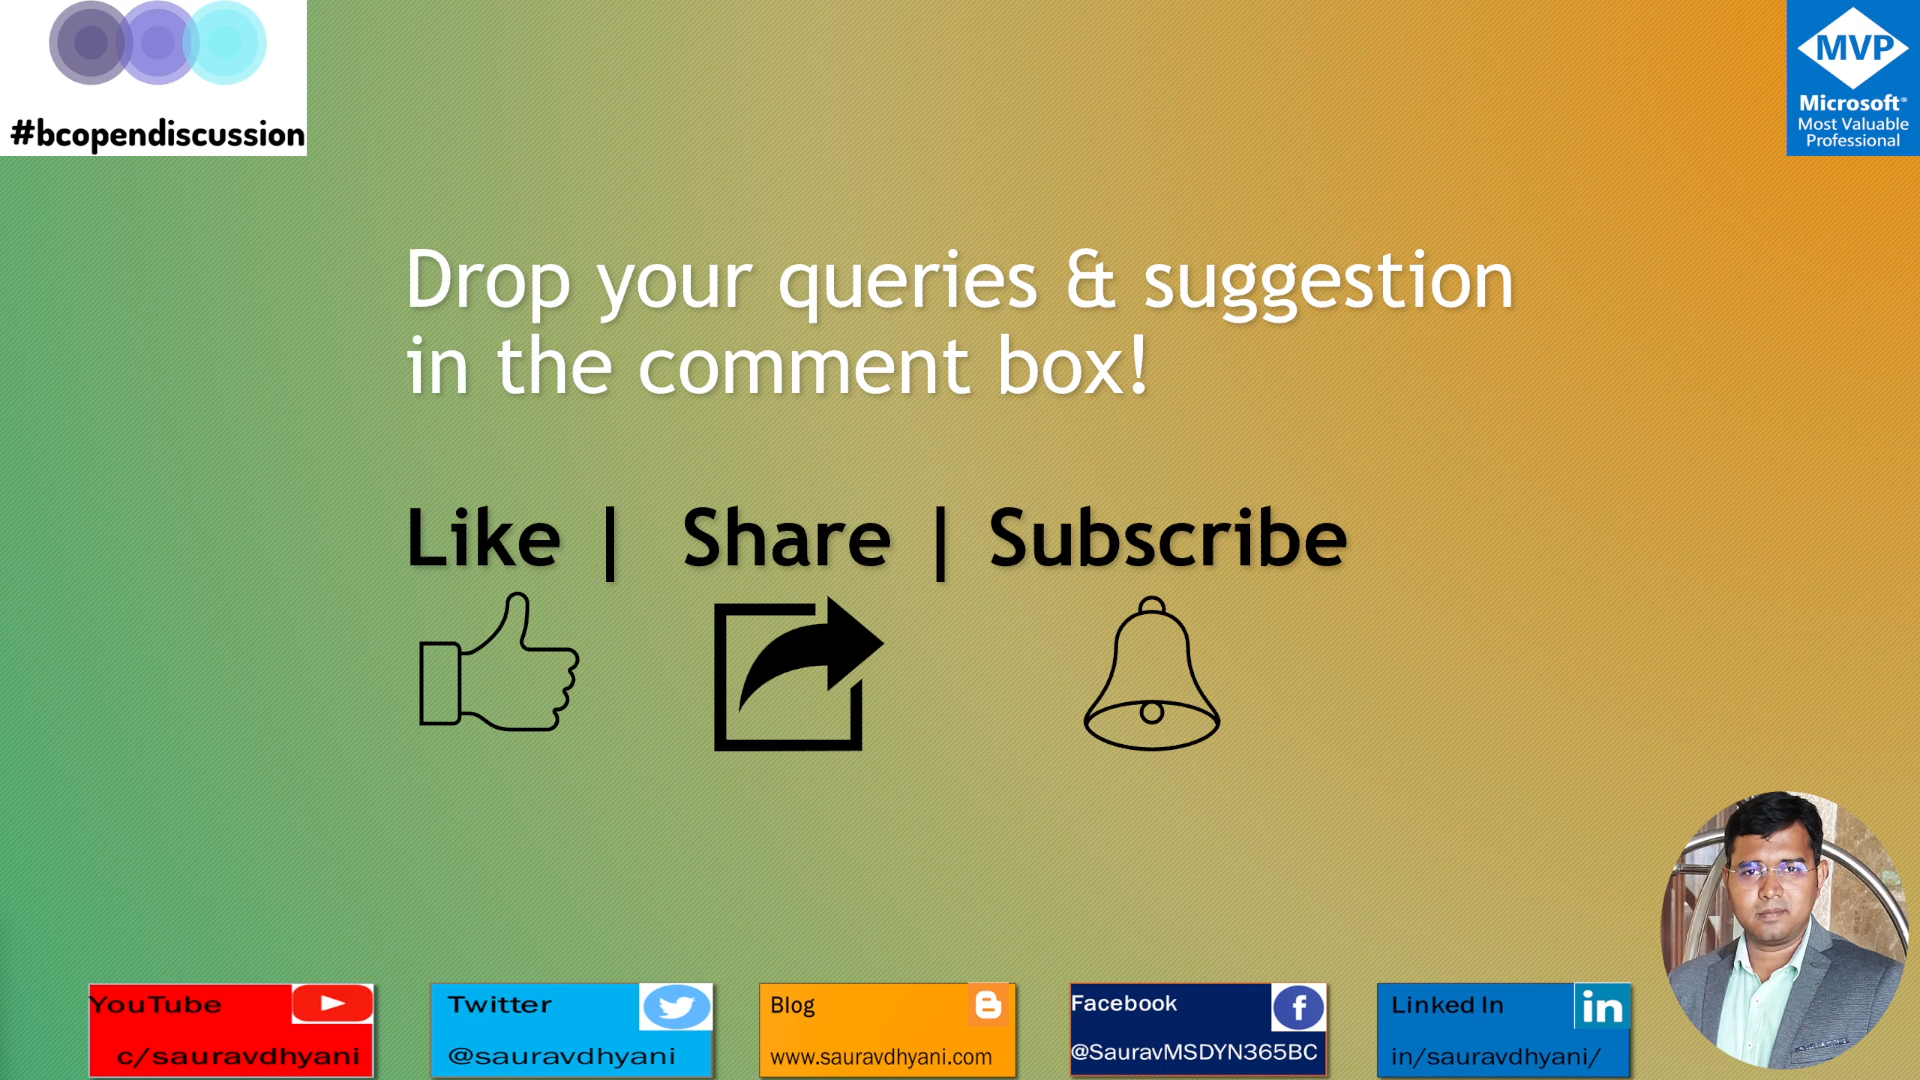 #bcopendiscussion
MVP
Microsoft®
Most Valuable
Professional
Drop your queries & suggestion
in the comment box!
Like | Share | Subscribe
YouTube
c/sauravdhyani
Twitter
@sauravdhyani
Blog
www.sauravdhyani.com
Facebook
f
@SauravMSDYN365BC
Linked In
in
in/sauravdhyani/